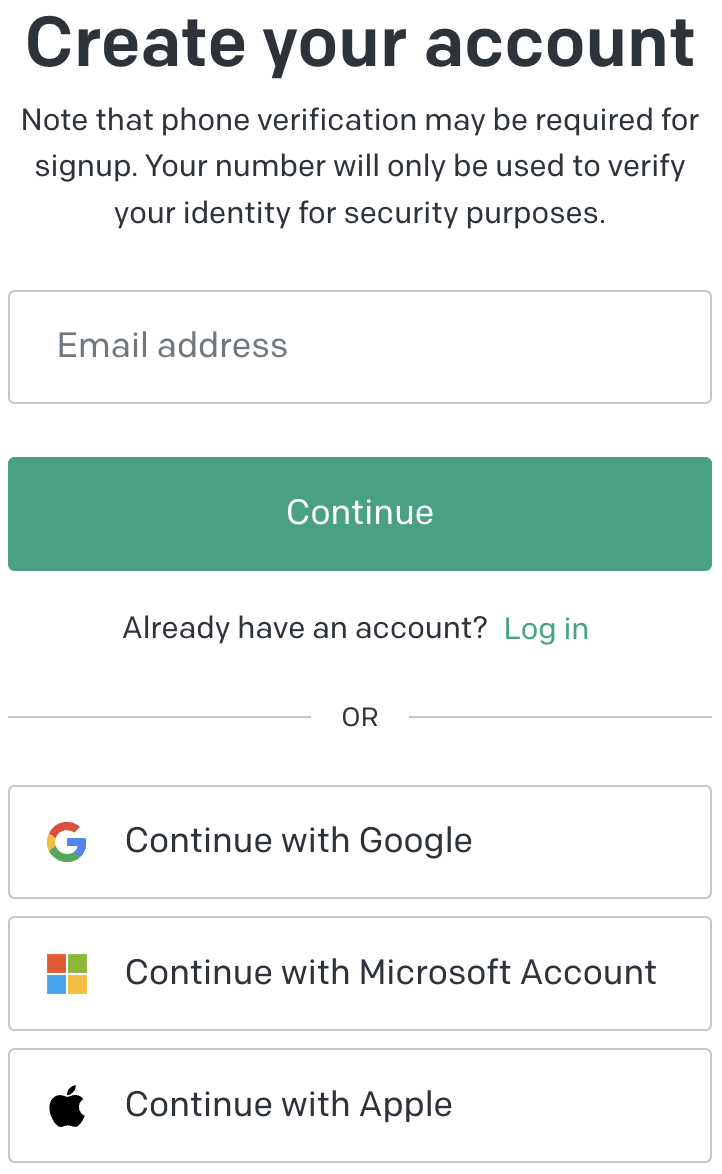 Create your account
Note that phone verification may be required for
signup. Your number will only be used to verify
your identity for security purposes.
Email address
Continue
Already have an account? Log in
OR
Continue with Google
Continue with Microsoft Account
Continue with Apple